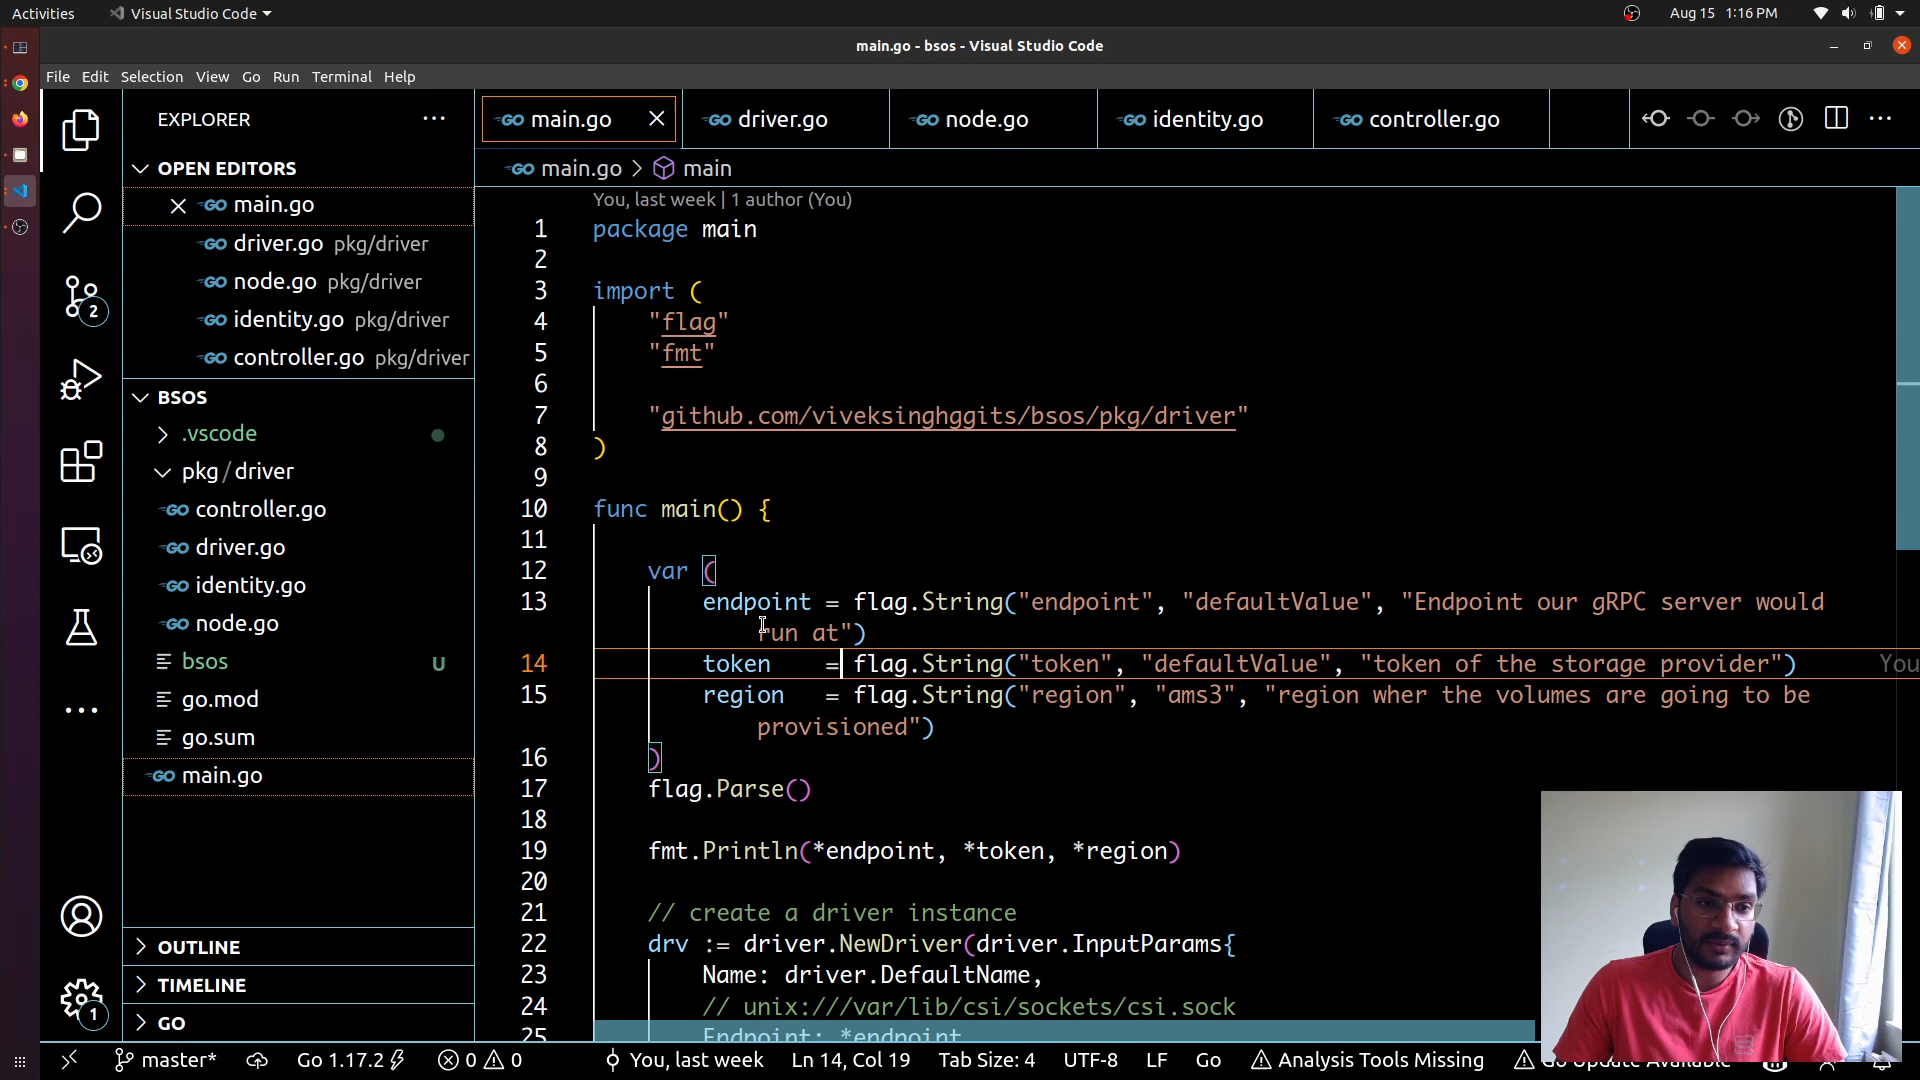 Activities Visual Studio Code Aug 15 1:16 PM
main.go - bsos - Visual Studio Code
File Edit Selection View Go Run Terminal Help
EXPLORER
OPEN EDITORS
main.go
driver.go pkg/driver
node.go pkg/driver
identity.go pkg/driver
controller.go pkg/driver
BSOS
.vscode
pkg/driver
controller.go
driver.go
identity.go
node.go
bsos U
go.mod
go.sum
main.go
OUTLINE
TIMELINE
GO
2
1
main.go driver.go node.go identity.go controller.go
main.go > main
You, last week | 1 author (You)
1 package main
2
3 import (
4 "flag"
5 "fmt"
6
7 "github.com/viveksinghggits/bsos/pkg/driver"
8 )
9
10 func main() {
11
12 var (
13 endpoint = flag.String("endpoint", "defaultValue", "Endpoint our gRPC server would
run at")
14 token = flag.String("token", "defaultValue", "token of the storage provider") You
15 region = flag.String("region", "ams3", "region wher the volumes are going to be
provisioned")
16 )
17 flag.Parse()
18
19 fmt.Println(*endpoint, *token, *region)
20
21 // create a driver instance
22 drv := driver.NewDriver(driver.InputParams{
23 Name: driver.DefaultName,
24 // unix:///var/lib/csi/sockets/csi.sock
25 Endpoint: *endpoint
master* Go 1.17.2 0 0 You, last week Ln 14, Col 19 Tab Size: 4 UTF-8 LF Go Analysis Tools Missing Go Update Available